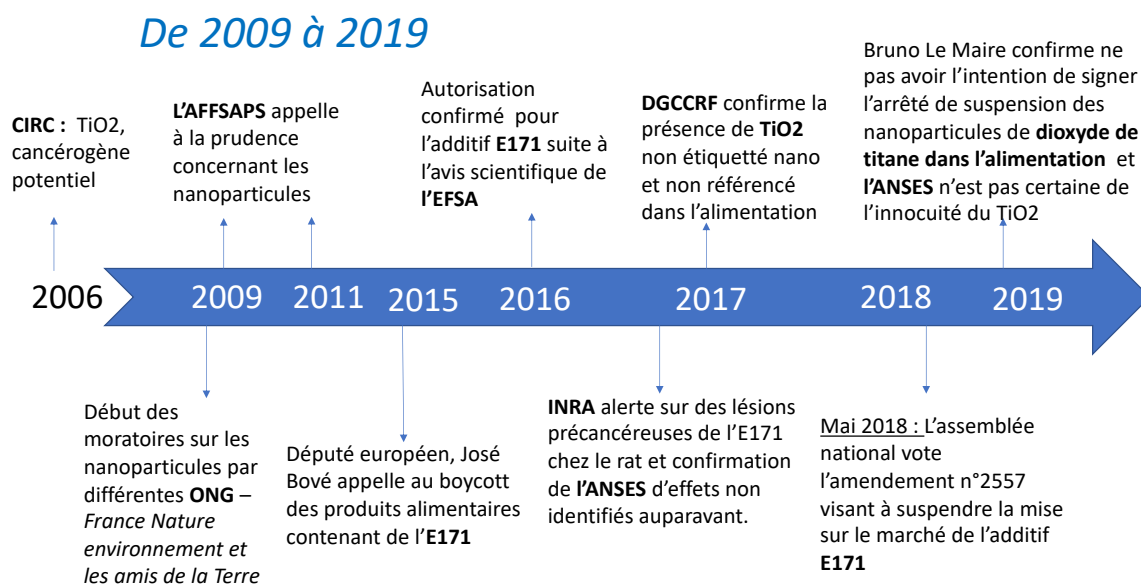 De 2009 à 2019
CIRC : TiO2,
cancérogène
potentiel
L'AFFSAPS appelle
à la prudence
concernant les
nanoparticules
Autorisation
confirmé pour
l'additif E171 suite à
l'avis scientifique de
l'EFSA
DGCCRF confirme la
présence de TiO2
non étiquetté nano
et non référencé
dans l'alimentation
Bruno Le Maire confirme ne
pas avoir l'intention de signer
l'arrêté de suspension des
nanoparticules de dioxyde de
titane dans l'alimentation et
l'ANSES n'est pas certaine de
l'innocuité du TiO2
2006
2009
2011
2015
2016
2017
2018
2019
Début des
moratoires sur les
nanoparticules par
différentes ONG –
France Nature
environnement et
les amis de la Terre
Député européen, José
Bové appelle au boycott
des produits alimentaires
contenant de l'E171
INRA alerte sur des lésions
précancéreuses de l'E171
chez le rat et confirmation
de l'ANSES d'effets non
identifiés auparavant.
Mai 2018 : L'assemblée
national vote
l'amendement n°2557
visant à suspendre la mise
sur le marché de l'additif
E171